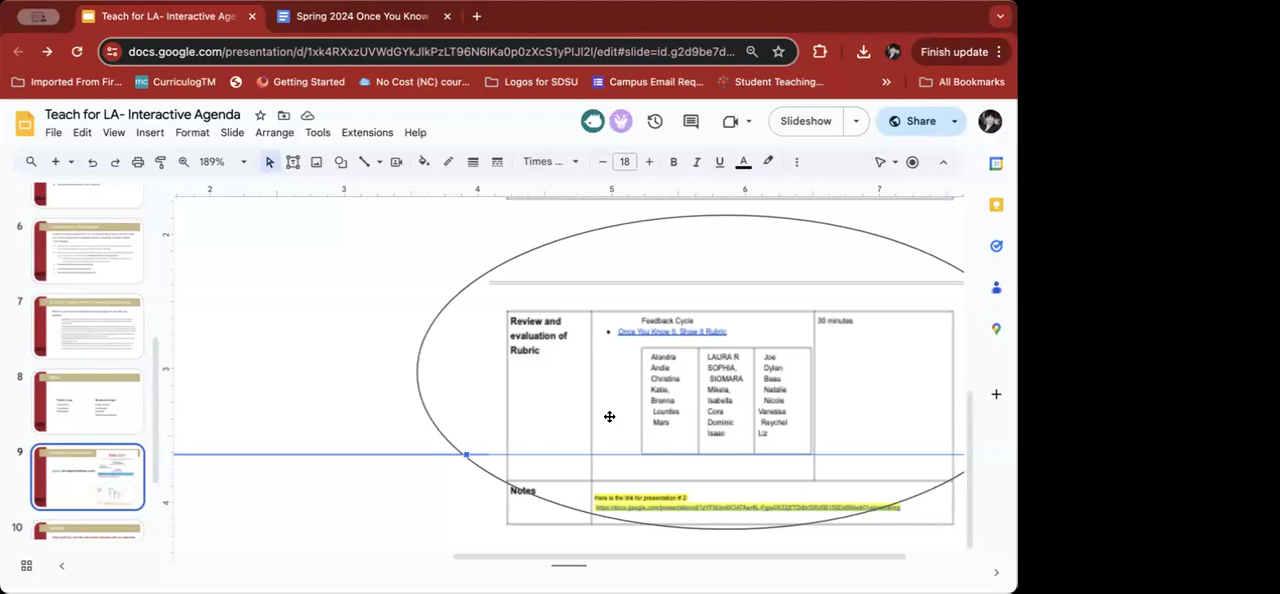 Teach for LA- Interactive Age
Spring 2024 Once You Know
docs.google.com/presentation/d/1xk4RXxzUVWdGYkJlkPzLT96N6lKa0p0zXcS1yPlJl2I/edit#slide=id.g2d9be7d...
Finish update
Imported From Fir...
mc CurriculogTM
Getting Started
No Cost (NC) cour...
Logos for SDSU
Campus Email Req...
Student Teaching...
»
All Bookmarks
Teach for LA- Interactive Agenda
File Edit View Insert Format Slide Arrange Tools Extensions Help
Slideshow
Share
189%
Times ...
18
B I U A
2 3 4 5 6 7
2
3
4
6
7
8
9
10
Review and
evaluation of
Rubric
Feedback Cycle
Once You Know It, Show It Rubric
30 minutes
Alondra
Andie
Christina
Katie,
Brenna
Lourdes
Mars
LAURA R
SOPHIA,
SIOMARA
Mikela,
Isabella
Cora
Dominic
Isaac
Joe
Dylan
Beau
Natalie
Nicole
Vanessa
Reychel
Liz
Notes
Here is the link for presentation # 2: